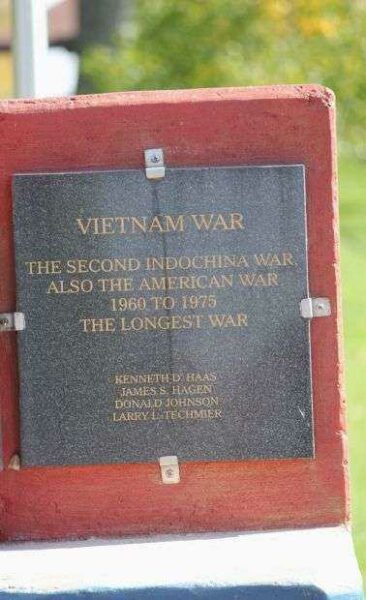 VIETNAM WAR
THE SECOND INDOCHINA WAR
ALSO THE AMERICAN WAR
1960 TO 1975
THE LONGEST WAR
KENNETH D. HAAS
JAMES S. HAGEN
DONALD JOHNSON
LARRY L. TECHMIER